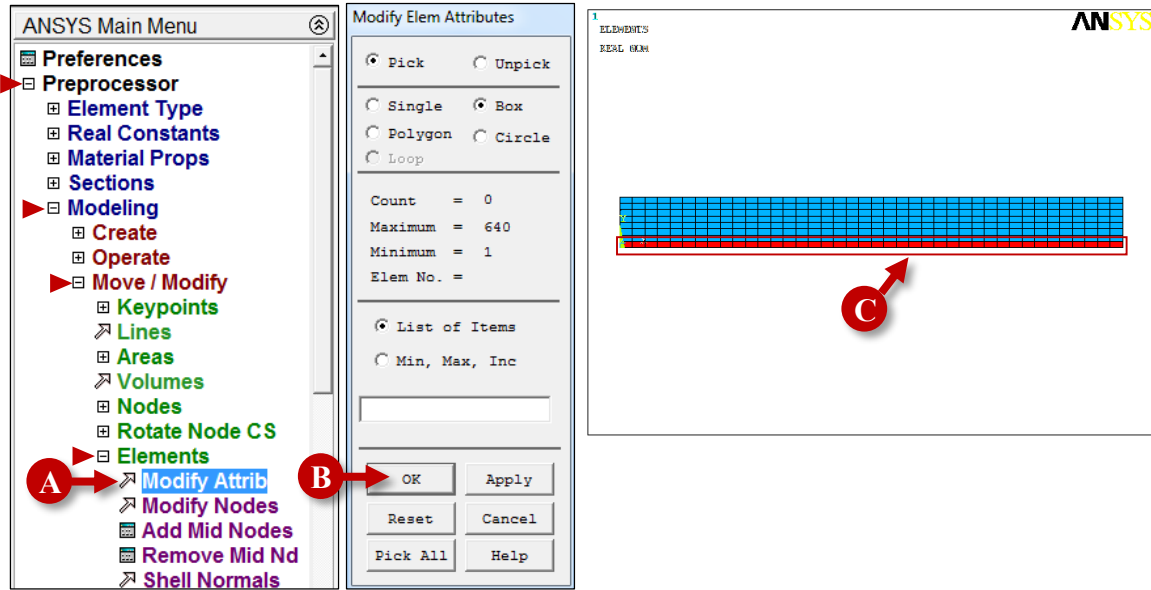 ANSYS Main Menu
Preferences
Preprocessor
Element Type
Real Constants
Material Props
Sections
Modeling
Create
Operate
Move / Modify
Keypoints
Lines
Areas
Volumes
Nodes
Rotate Node CS
Elements
A
Modify Attrib
Modify Nodes
Add Mid Nodes
Remove Mid Nd
Shell Normals
Modify Elem Attributes
Pick Unpick
Single Box
Polygon Circle
Loop
Count = 0
Maximum = 640
Minimum = 1
Elem No. =
List of Items
Min, Max, Inc
B
OK Apply
Reset Cancel
Pick All Help
1
ELEMENTS
REAL NUM
ANSYS
Y
X
C